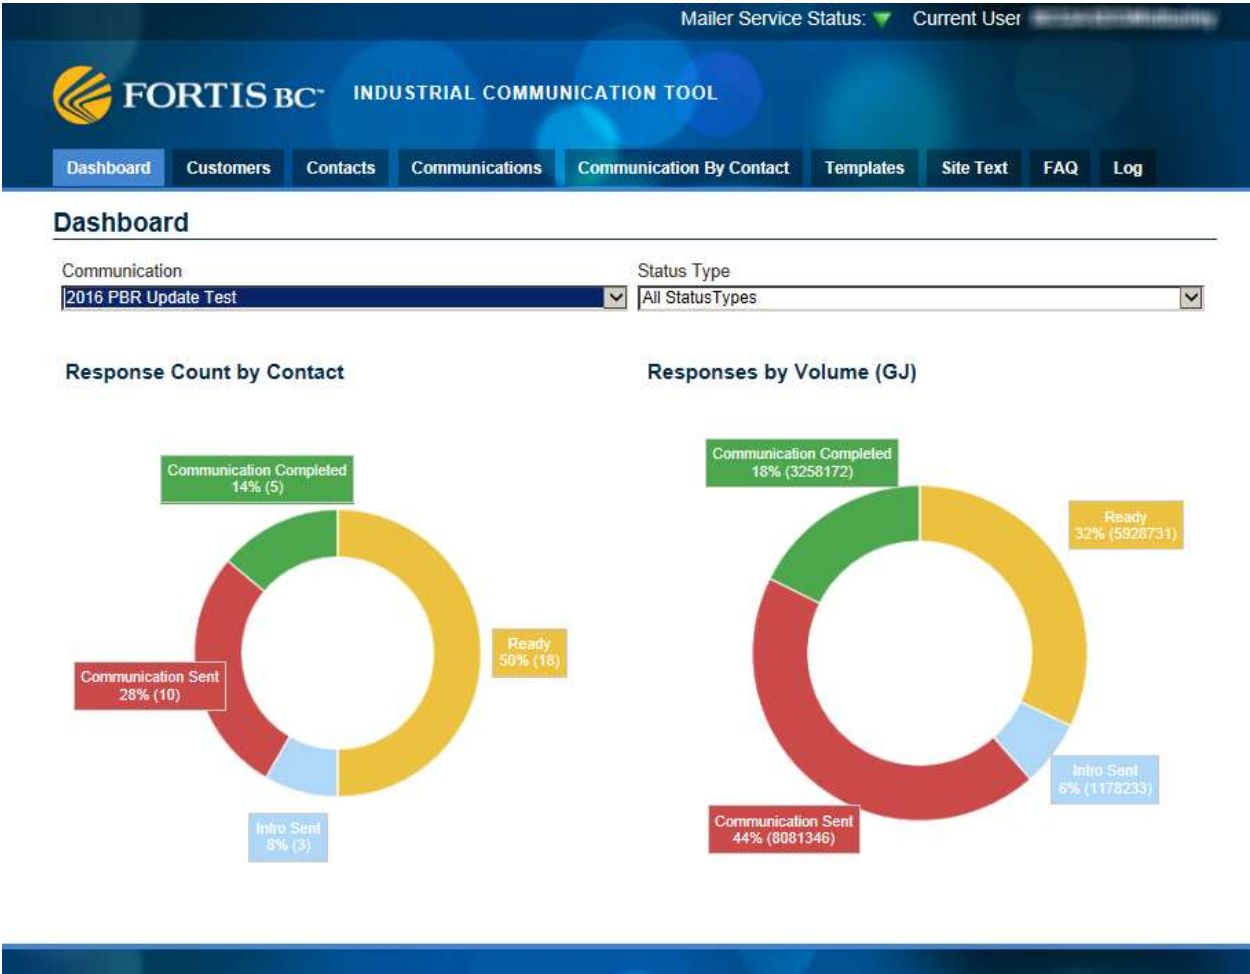 Mailer Service Status: Current User
FORTIS BC™ INDUSTRIAL COMMUNICATION TOOL
Dashboard Customers Contacts Communications Communication By Contact Templates Site Text FAQ Log
Dashboard
Communication Status Type
2016 PBR Update Test All StatusTypes
Response Count by Contact Responses by Volume (GJ)
Communication Completed
14% (5)
Ready
50% (18)
Communication Sent
28% (10)
Intro Sent
8% (3)
Communication Completed
18% (3258172)
Ready
32% (5928731)
Intro Sent
6% (1178233)
Communication Sent
44% (8081346)